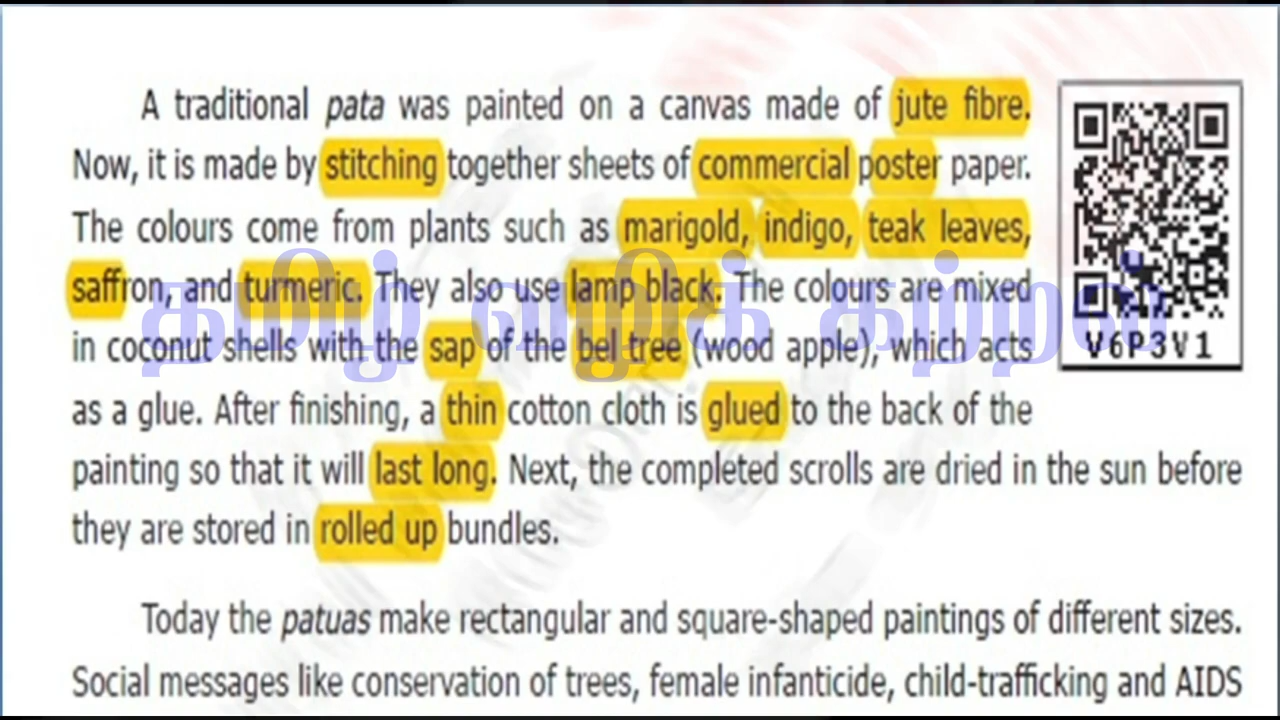 A traditional pata was painted on a canvas made of jute fibre.
Now, it is made by stitching together sheets of commercial poster paper.
The colours come from plants such as marigold, indigo, teak leaves,
saffron, and turmeric. They also use lamp black. The colours are mixed
in coconut shells with the sap of the bel tree (wood apple), which acts
as a glue. After finishing, a thin cotton cloth is glued to the back of the
painting so that it will last long. Next, the completed scrolls are dried in the sun before
they are stored in rolled up bundles.
V6P3V1
தமிழ் வழிக் கற்றல்
Today the patuas make rectangular and square-shaped paintings of different sizes.
Social messages like conservation of trees, female infanticide, child-trafficking and AIDS